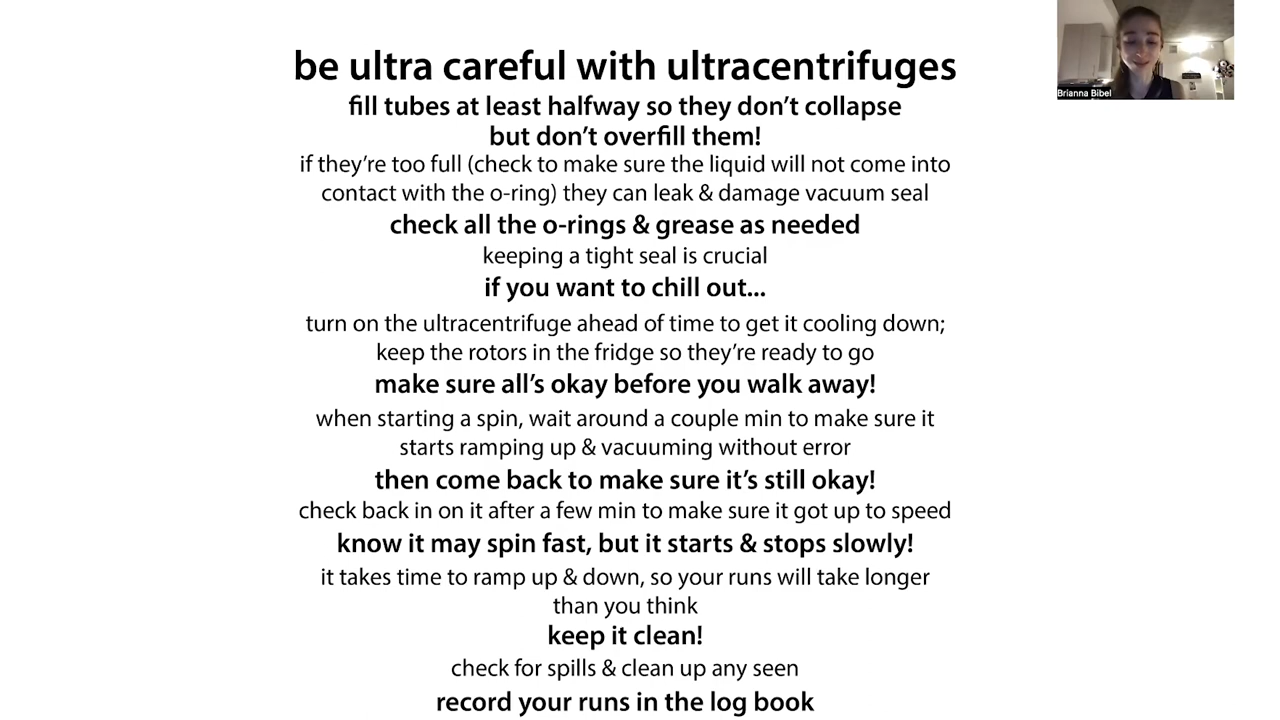 be ultra careful with ultracentrifuges
fill tubes at least halfway so they don't collapse
but don't overfill them!
if they're too full (check to make sure the liquid will not come into
contact with the o-ring) they can leak & damage vacuum seal
check all the o-rings & grease as needed
keeping a tight seal is crucial
if you want to chill out...
turn on the ultracentrifuge ahead of time to get it cooling down;
keep the rotors in the fridge so they're ready to go
make sure all's okay before you walk away!
when starting a spin, wait around a couple min to make sure it
starts ramping up & vacuuming without error
then come back to make sure it's still okay!
check back in on it after a few min to make sure it got up to speed
know it may spin fast, but it starts & stops slowly!
it takes time to ramp up & down, so your runs will take longer
than you think
keep it clean!
check for spills & clean up any seen
record your runs in the log book
Brianna Bibel